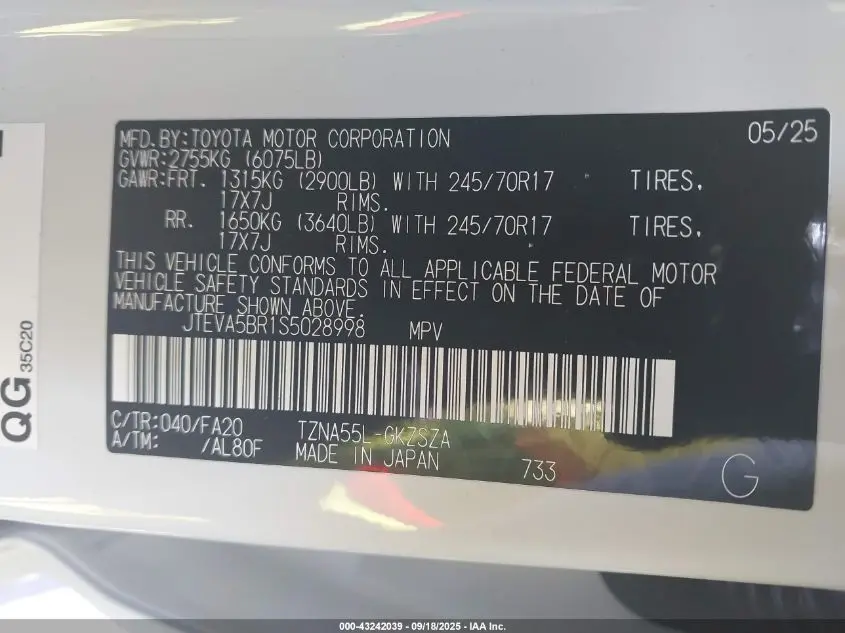 MFD.BY:TOYOTA MOTOR CORPORATION 05/25
GVWR:2755KG (6075LB)
GAWR:FRT. 1315KG (2900LB) WITH 245/70R17 TIRES,
17X7J RIMS.
RR. 1650KG (3640LB) WITH 245/70R17 TIRES,
17X7J RIMS.
THIS VEHICLE CONFORMS TO ALL APPLICABLE FEDERAL MOTOR
VEHICLE SAFETY STANDARDS IN EFFECT ON THE DATE OF
MANUFACTURE SHOWN ABOVE.
JTEVA5BR1S5028998 MPV
C/TR:040/FA20 TZNA55L-GKZSZA
A/TM: /AL80F MADE IN JAPAN 733
G
QG 35C20
000-43242039 - 09/18/2025 - IAA Inc.